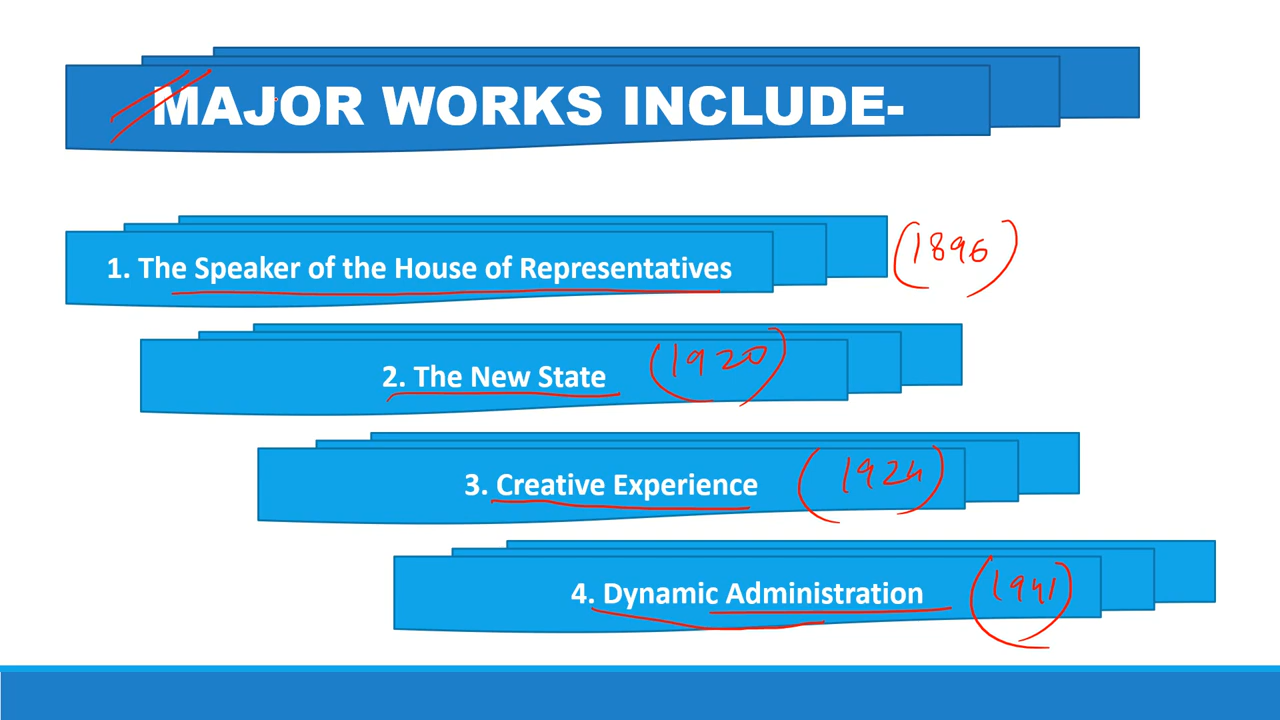 MAJOR WORKS INCLUDE-
1. The Speaker of the House of Representatives (1896)
2. The New State (1920)
3. Creative Experience (1924)
4. Dynamic Administration (1941)